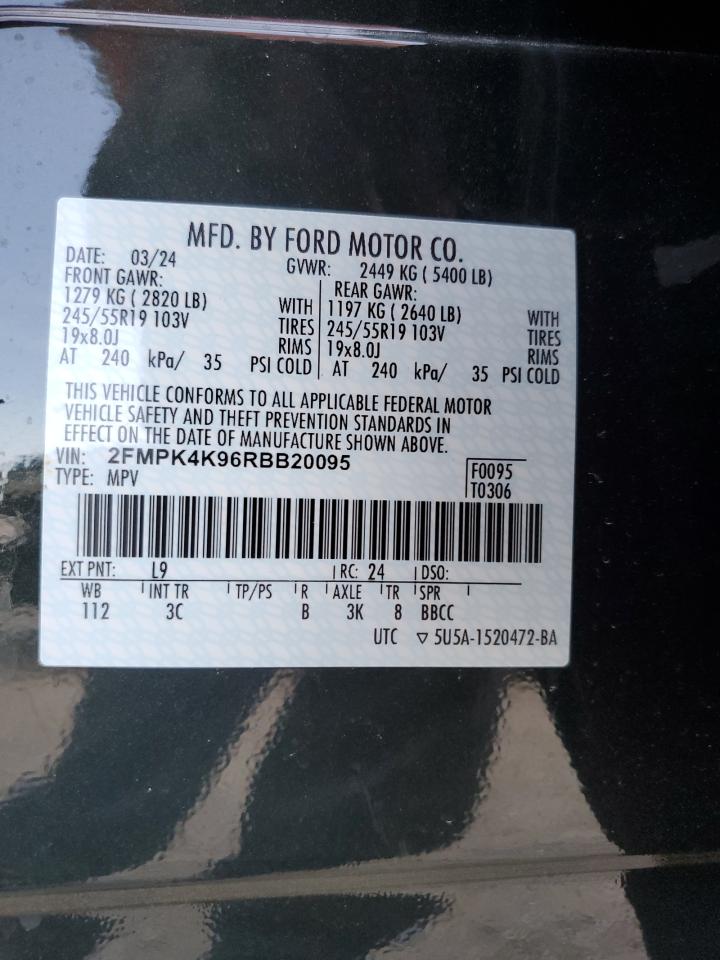 MFD. BY FORD MOTOR CO.
DATE: 03/24 GVWR: 2449 KG ( 5400 LB)
FRONT GAWR: REAR GAWR:
1279 KG ( 2820 LB) WITH 1197 KG ( 2640 LB) WITH
245/55R19 103V TIRES 245/55R19 103V TIRES
19x8.0J RIMS 19x8.0J RIMS
AT 240 kPa/ 35 PSI COLD AT 240 kPa/ 35 PSI COLD
THIS VEHICLE CONFORMS TO ALL APPLICABLE FEDERAL MOTOR
VEHICLE SAFETY AND THEFT PREVENTION STANDARDS IN
EFFECT ON THE DATE OF MANUFACTURE SHOWN ABOVE.
VIN: 2FMPK4K96RBB20095 F0095
TYPE: MPV T0306
EXT PNT: L9 RC: 24 DSO:
WB INT TR TP/PS R AXLE TR SPR
112 3C B 3K 8 BBCC
UTC ▽ 5U5A-1520472-BA